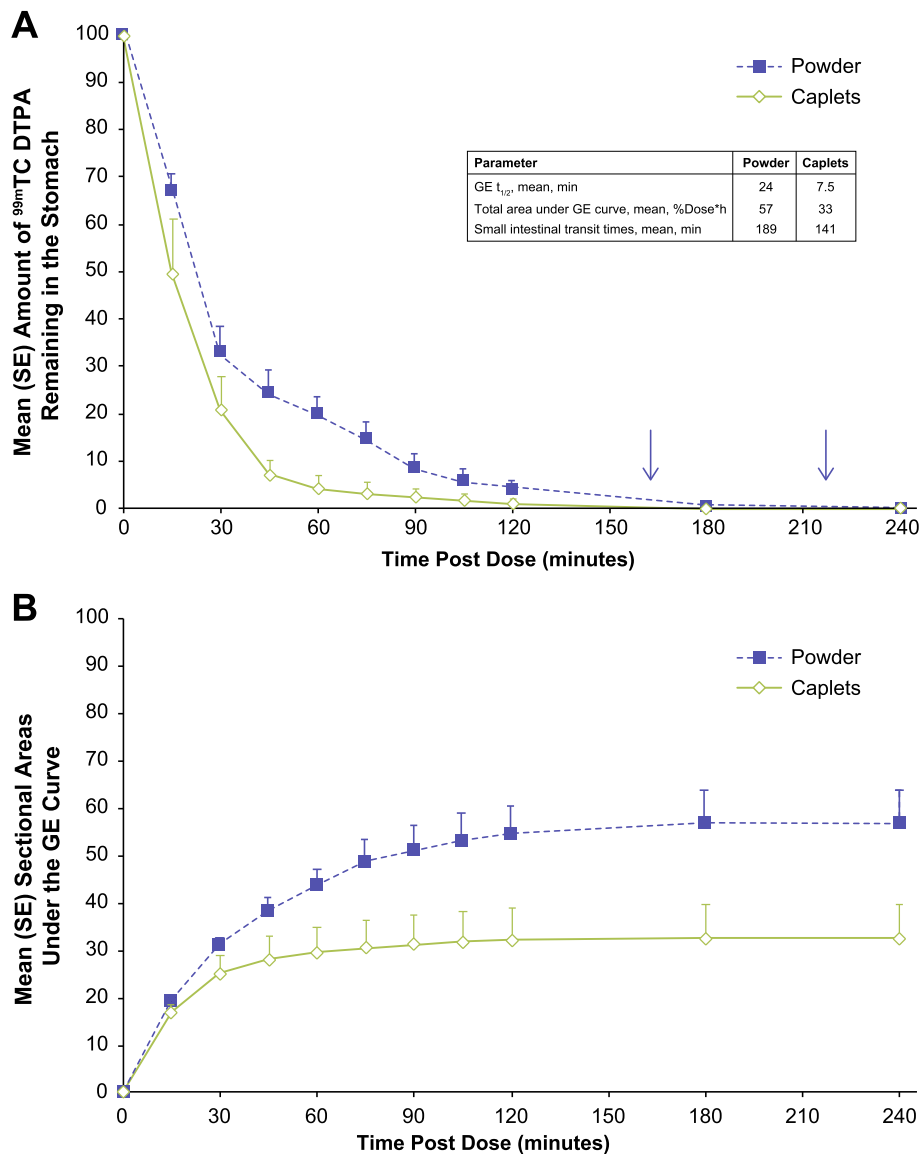 A
Mean (SE) Amount of ⁹⁹ᵐTC DTPA
Remaining in the Stomach
100
90
80
70
60
50
40
30
20
10
0
Powder
Caplets
Parameter Powder Caplets
GE t1/2, mean, min 24 7.5
Total area under GE curve, mean, %Dose*h 57 33
Small intestinal transit times, mean, min 189 141
0 30 60 90 120 150 180 210 240
Time Post Dose (minutes)
B
Mean (SE) Sectional Areas
Under the GE Curve
100
90
80
70
60
50
40
30
20
10
0
Powder
Caplets
0 30 60 90 120 150 180 210 240
Time Post Dose (minutes)